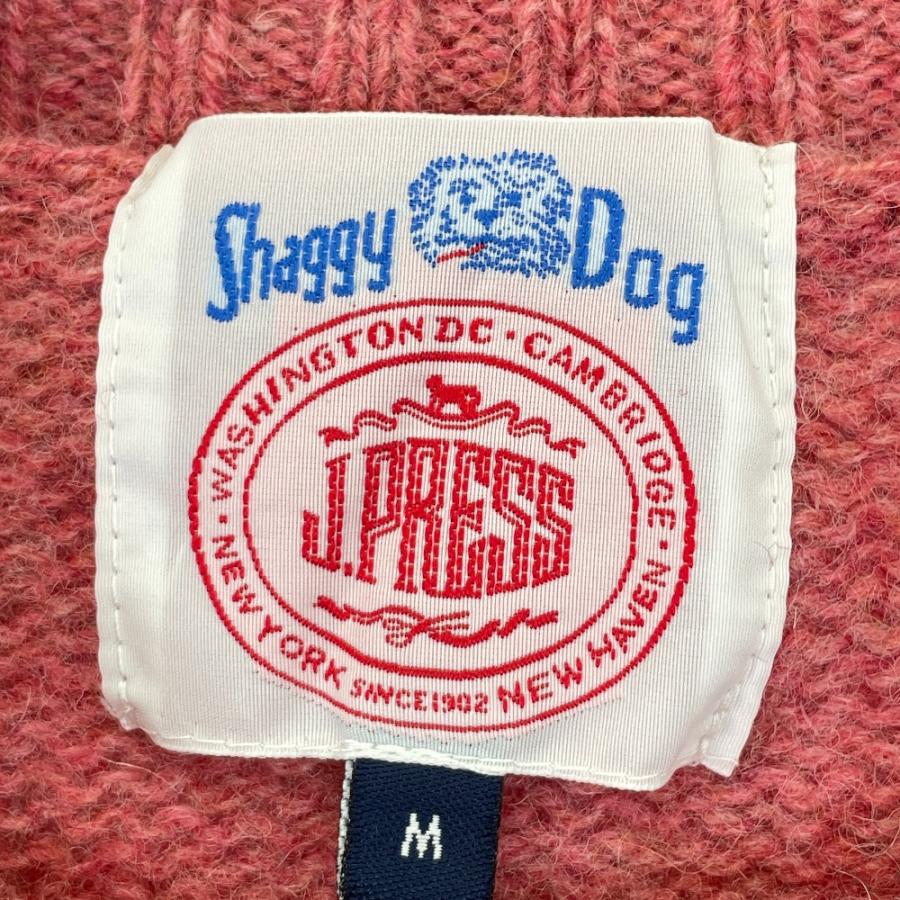 Shaggy Dog
WASHINGTON DC · CAMBRIDGE ·
J. PRESS
· NEW YORK SINCE 1902 NEW HAVEN
M